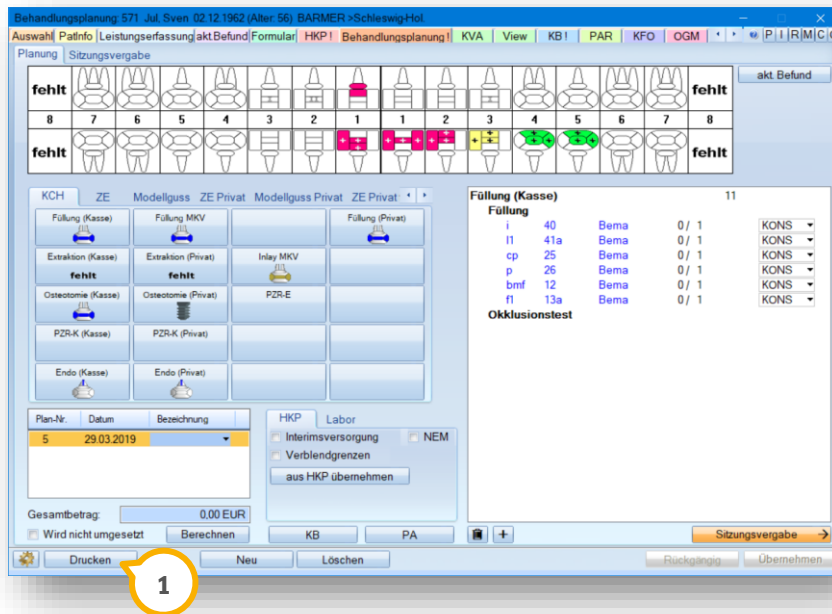 Behandlungsplanung: 571 Jul, Sven 02.12.1962 (Alter: 56) BARMER >Schleswig-Hol.
Auswahl PatInfo Leistungserfassung akt.Befund Formular HKP! Behandlungsplanung! KVA View KB! PAR KFO OGM P I R M C
Planung Sitzungsvergabe
fehlt fehlt akt. Befund
8 7 6 5 4 3 2 1 1 2 3 4 5 6 7 8
fehlt fehlt
KCH ZE Modellguss ZE Privat Modellguss Privat ZE Privat
Füllung (Kasse) Füllung MKV Füllung (Privat)
Extraktion (Kasse) Extraktion (Privat) Inlay MKV
fehlt fehlt
Osteotomie (Kasse) Osteotomie (Privat) PZR-E
PZR-K (Kasse) PZR-K (Privat)
Endo (Kasse) Endo (Privat)
Füllung (Kasse) 11
Füllung
i 40 Bema 0 / 1 KONS
l1 41a Bema 0 / 1 KONS
cp 25 Bema 0 / 1 KONS
p 26 Bema 0 / 1 KONS
bmf 12 Bema 0 / 1 KONS
f1 13a Bema 0 / 1 KONS
Okklusionstest
Plan-Nr. Datum Bezeichnung
5 29.03.2019
HKP Labor
Interimsversorgung NEM
Verblendgrenzen
aus HKP übernehmen
Gesamtbetrag: 0,00 EUR
Wird nicht umgesetzt Berechnen KB PA Sitzungsvergabe
Drucken Neu Löschen Rückgängig Übernehmen
1